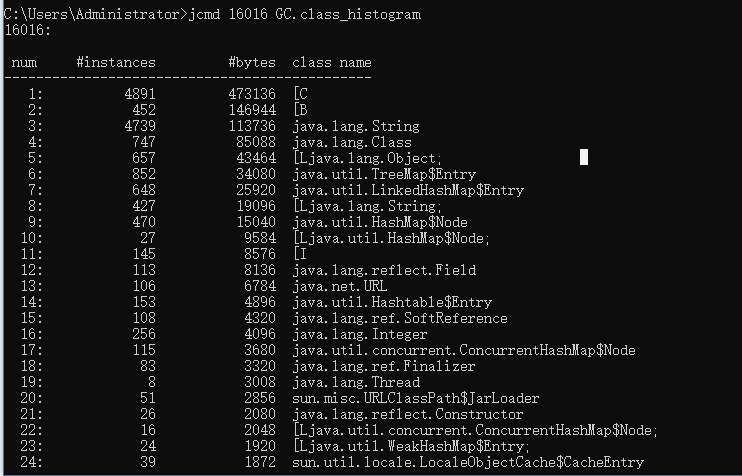 C:\Users\Administrator>jcmd 16016 GC.class_histogram
16016:
num #instances #bytes class name
----------------------------------------------
1: 4891 473136 [C
2: 452 146944 [B
3: 4739 113736 java.lang.String
4: 747 85088 java.lang.Class
5: 657 43464 [Ljava.lang.Object;
6: 852 34080 java.util.TreeMap$Entry
7: 648 25920 java.util.LinkedHashMap$Entry
8: 427 19096 [Ljava.lang.String;
9: 470 15040 java.util.HashMap$Node
10: 27 9584 [Ljava.util.HashMap$Node;
11: 145 8576 [I
12: 113 8136 java.lang.reflect.Field
13: 106 6784 java.net.URL
14: 153 4896 java.util.Hashtable$Entry
15: 108 4320 java.lang.ref.SoftReference
16: 256 4096 java.lang.Integer
17: 115 3680 java.util.concurrent.ConcurrentHashMap$Node
18: 83 3320 java.lang.ref.Finalizer
19: 8 3008 java.lang.Thread
20: 51 2856 sun.misc.URLClassPath$JarLoader
21: 26 2080 java.lang.reflect.Constructor
22: 16 2048 [Ljava.util.concurrent.ConcurrentHashMap$Node;
23: 24 1920 [Ljava.util.WeakHashMap$Entry;
24: 39 1872 sun.util.locale.LocaleObjectCache$CacheEntry